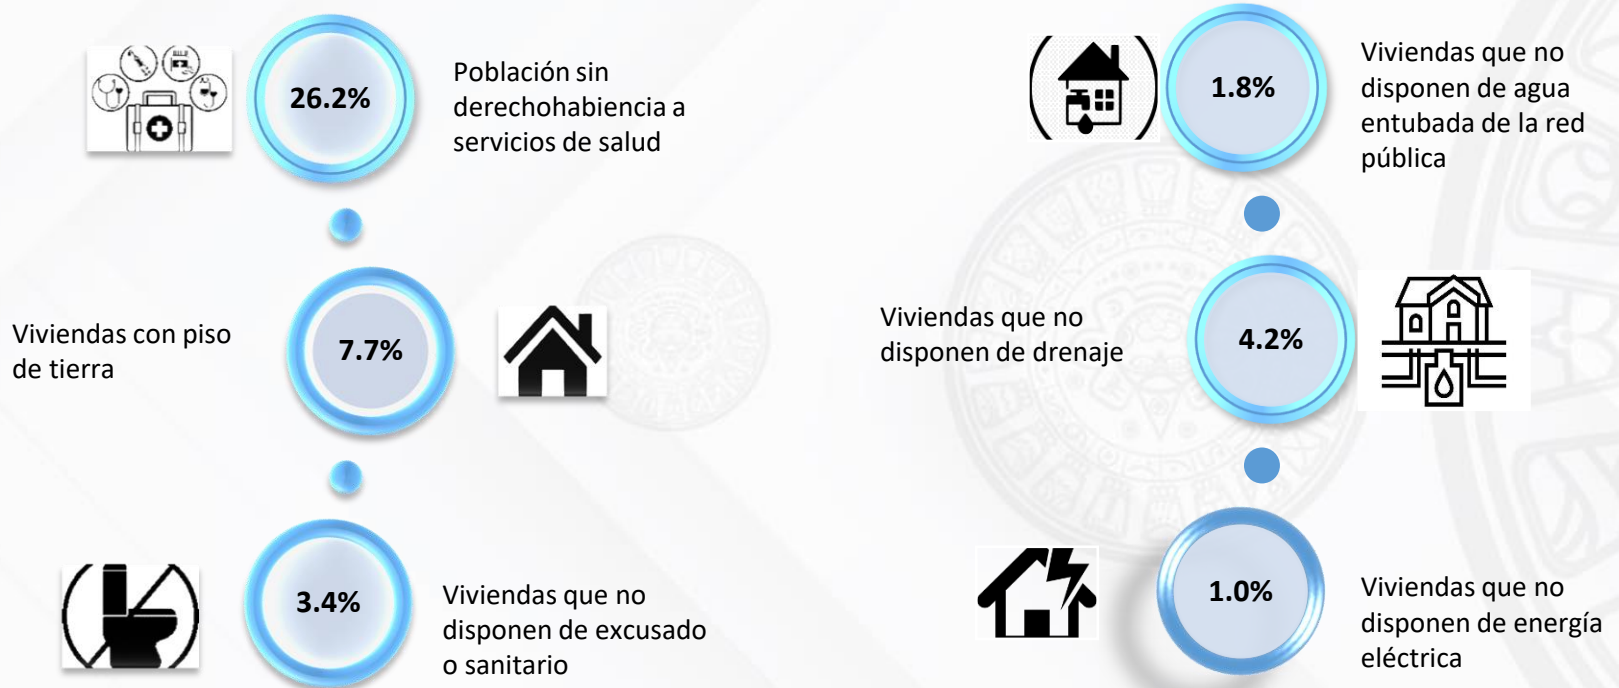 26.2%
Población sin
derechohabiencia a
servicios de salud
Viviendas con piso
de tierra
7.7%
3.4%
Viviendas que no
disponen de excusado
o sanitario
1.8%
Viviendas que no
disponen de agua
entubada de la red
pública
Viviendas que no
disponen de drenaje
4.2%
1.0%
Viviendas que no
disponen de energía
eléctrica